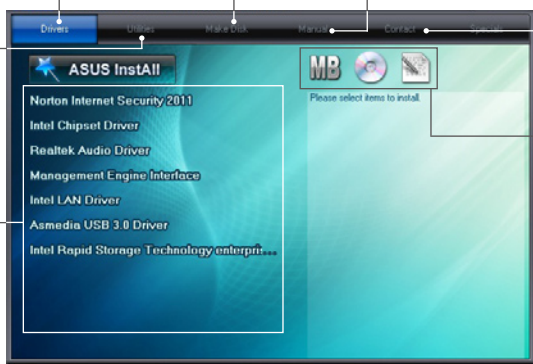 Drivers
Utilities
Make Disk
Manual
Contact
Specials
ASUS InstAll
MB
Please select items to install.
Norton Internet Security 2011
Intel Chipset Driver
Realtek Audio Driver
Management Engine Interface
Intel LAN Driver
Asmedia USB 3.0 Driver
Intel Rapid Storage Technology enterpri....